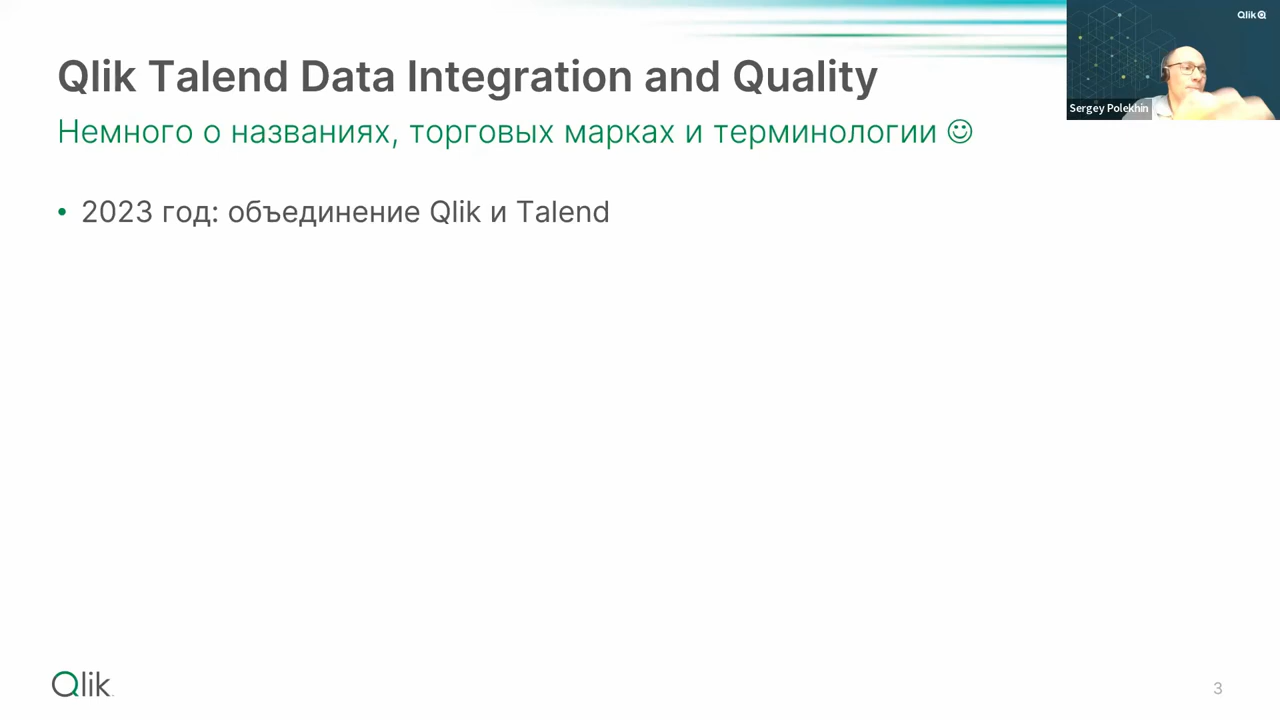 Qlik
Qlik Talend Data Integration and Quality
Sergey Polekhin
Немного о названиях, торговых марках и терминологии ☺
• 2023 год: объединение Qlik и Talend
Qlik
3